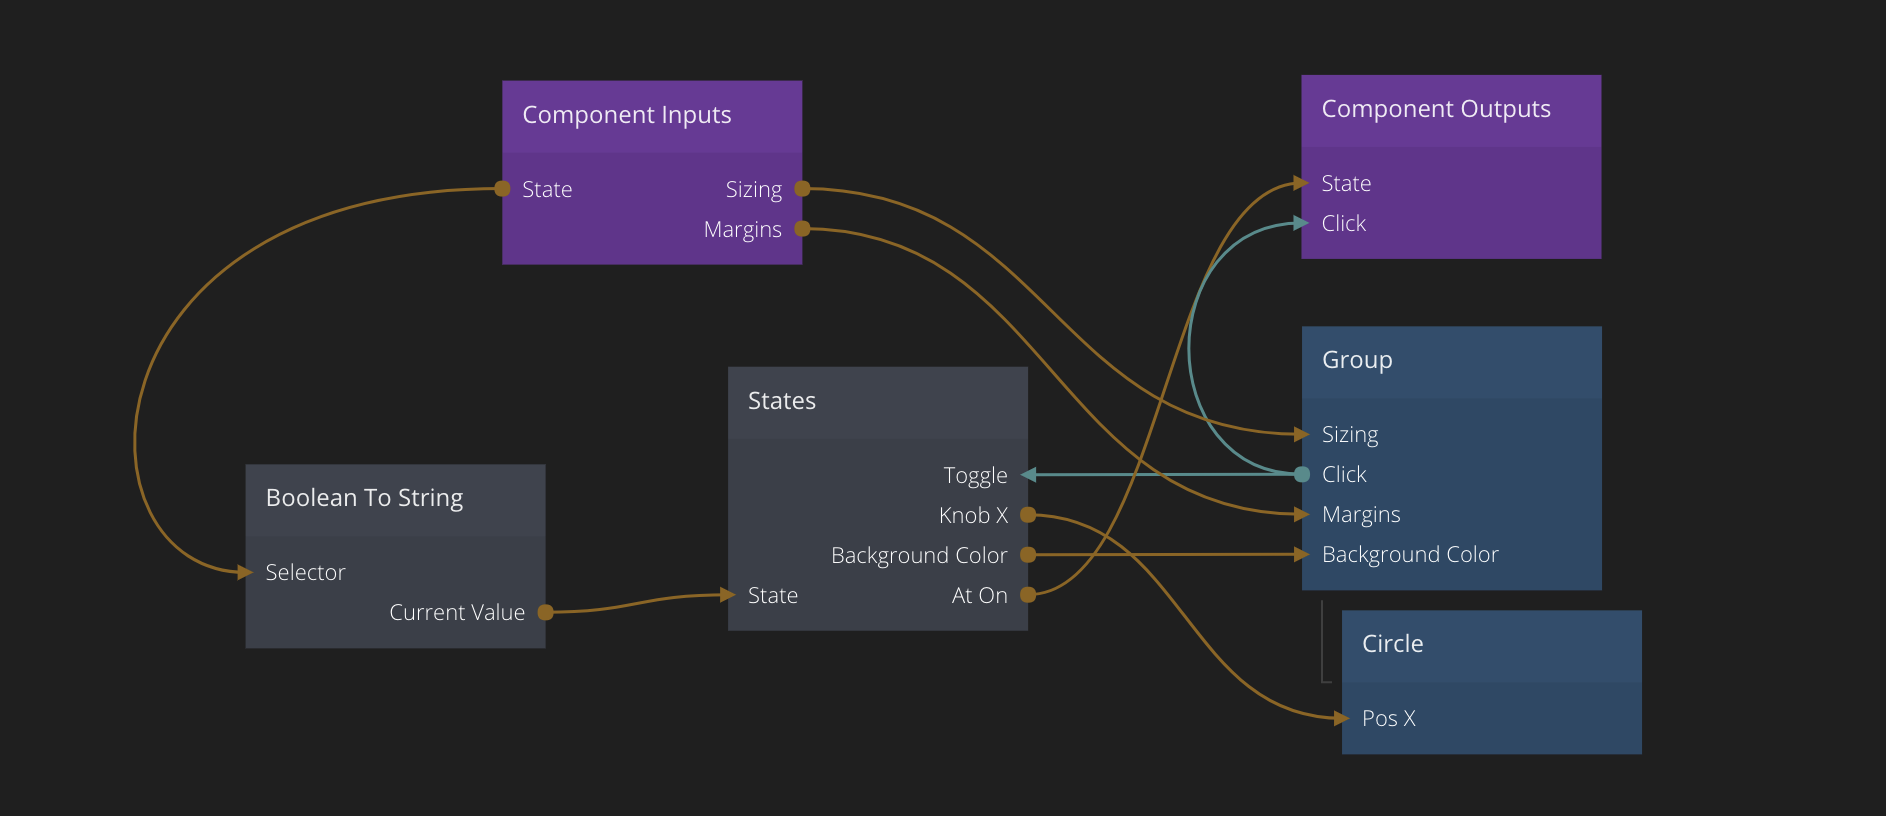 Component Inputs
State
Sizing
Margins
Component Outputs
State
Click
Boolean To String
Selector
Current Value
States
Toggle
Knob X
Background Color
State
At On
Group
Sizing
Click
Margins
Background Color
Circle
Pos X